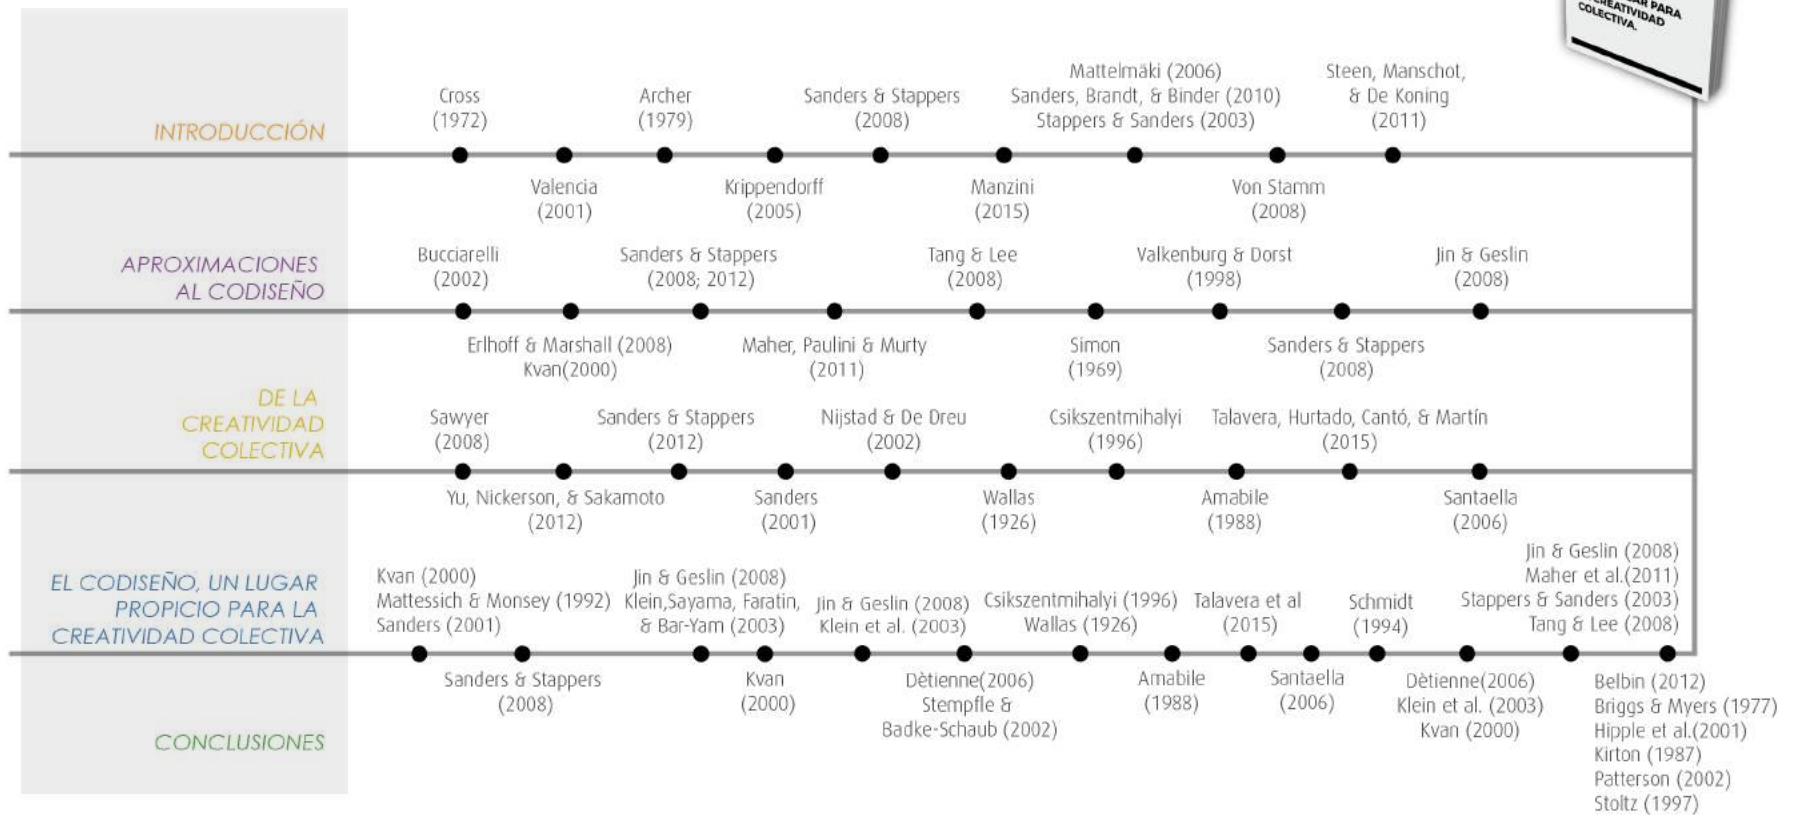 CREATIVIDAD
COLECTIVA.
INTRODUCCIÓN
Cross
(1972)
Valencia
(2001)
Archer
(1979)
Krippendorff
(2005)
Sanders & Stappers
(2008)
Manzini
(2015)
Mattelmäki (2006)
Sanders, Brandt, & Binder (2010)
Stappers & Sanders (2003)
Von Stamm
(2008)
Steen, Manschot,
& De Koning
(2011)
APROXIMACIONES
AL CODISEÑO
Bucciarelli
(2002)
Erlhoff & Marshall (2008)
Kvan(2000)
Sanders & Stappers
(2008; 2012)
Maher, Paulini & Murty
(2011)
Tang & Lee
(2008)
Simon
(1969)
Valkenburg & Dorst
(1998)
Sanders & Stappers
(2008)
Jin & Geslin
(2008)
DE LA
CREATIVIDAD
COLECTIVA
Sawyer
(2008)
Yu, Nickerson, & Sakamoto
(2012)
Sanders & Stappers
(2012)
Sanders
(2001)
Nijstad & De Dreu
(2002)
Wallas
(1926)
Csikszentmihalyi
(1996)
Amabile
(1988)
Talavera, Hurtado, Cantó, & Martín
(2015)
Santaella
(2006)
EL CODISEÑO, UN LUGAR
PROPICIO PARA LA
CREATIVIDAD COLECTIVA
Kvan (2000)
Mattessich & Monsey (1992)
Sanders (2001)
Sanders & Stappers
(2008)
Jin & Geslin (2008)
Klein,Sayama, Faratin,
& Bar-Yam (2003)
Kvan
(2000)
Jin & Geslin (2008)
Klein et al. (2003)
Dètienne(2006)
Stempfle &
Badke-Schaub (2002)
Csikszentmihalyi (1996)
Wallas (1926)
Amabile
(1988)
Talavera et al
(2015)
Santaella
(2006)
Schmidt
(1994)
Dètienne(2006)
Klein et al. (2003)
Kvan (2000)
Jin & Geslin (2008)
Maher et al.(2011)
Stappers & Sanders (2003)
Tang & Lee (2008)
Belbin (2012)
Briggs & Myers (1977)
Hipple et al.(2001)
Kirton (1987)
Patterson (2002)
Stoltz (1997)
CONCLUSIONES